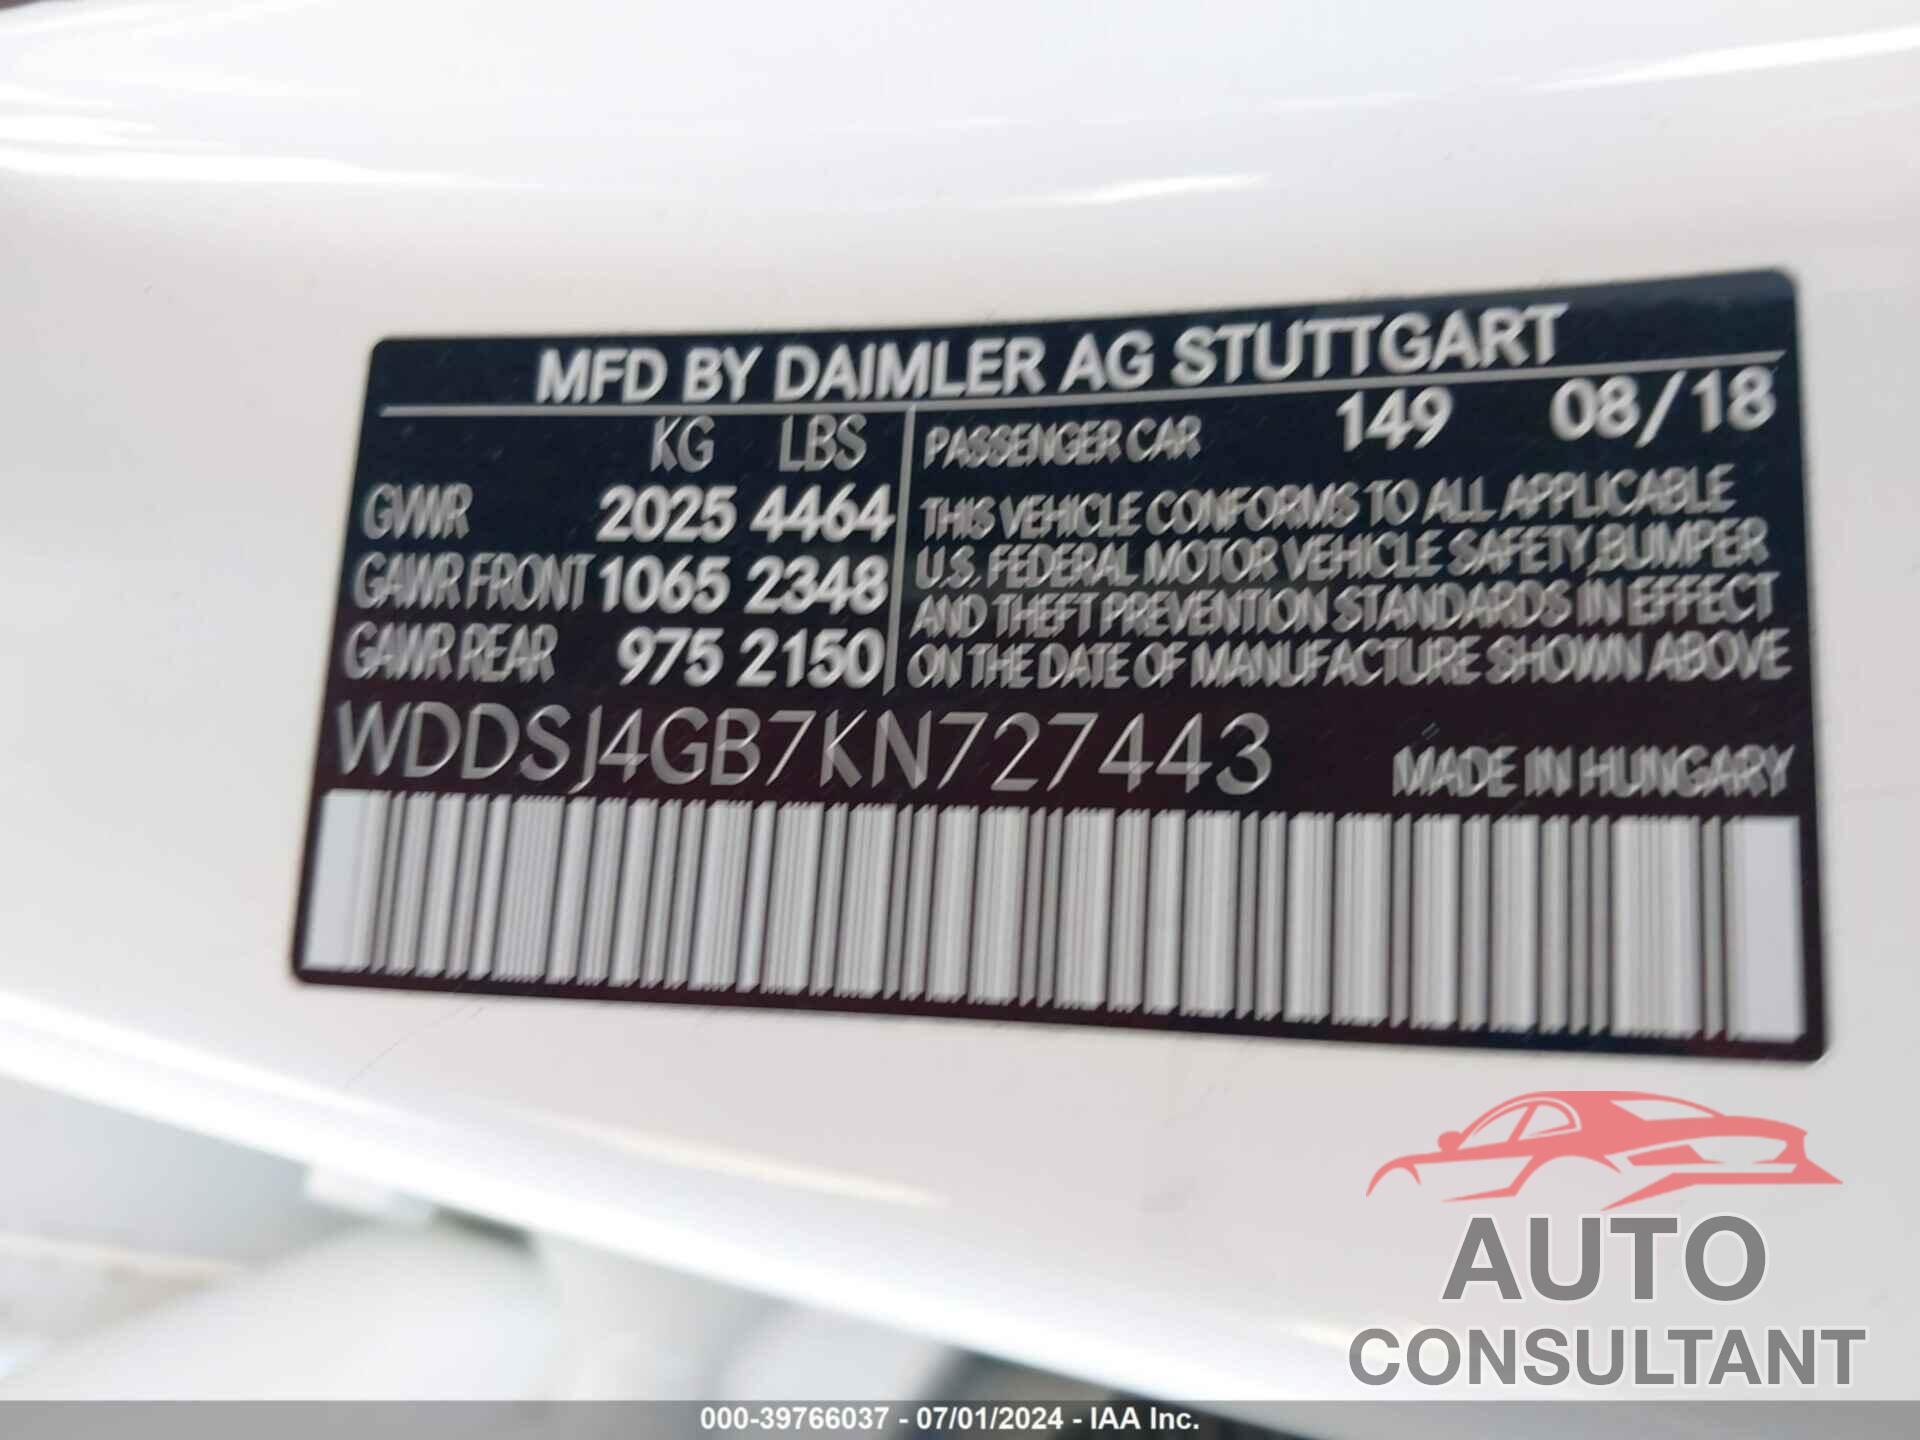 MFD BY DAIMLER AG STUTTGART
KG LBS
GVWR 2025 4464
GAWR FRONT 1065 2348
GAWR REAR 975 2150
PASSENGER CAR 149 08/18
THIS VEHICLE CONFORMS TO ALL APPLICABLE
U.S. FEDERAL MOTOR VEHICLE SAFETY, BUMPER
AND THEFT PREVENTION STANDARDS IN EFFECT
ON THE DATE OF MANUFACTURE SHOWN ABOVE
WDDSJ4GB7KN727443
MADE IN HUNGARY
AUTO
CONSULTANT
000-39766037 - 07/01/2024 - IAA Inc.